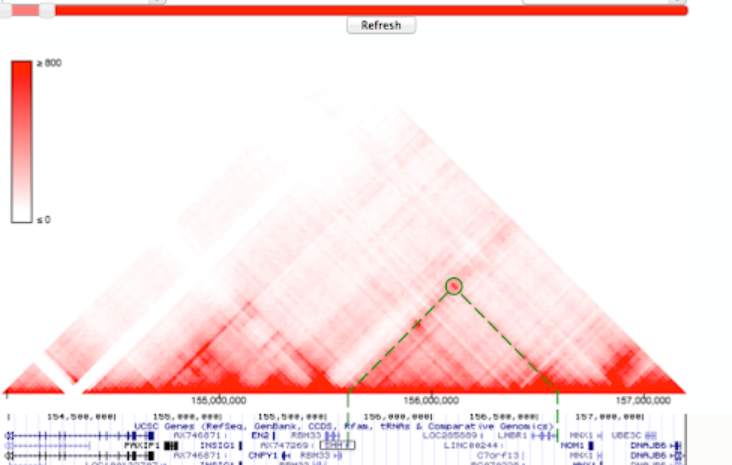 Refresh
≥ 800
≤ 0
155,000,000 156,000,000 157,000,000
154,500,000| 155,000,000| 155,500,000| 156,000,000| 156,500,000| 157,000,000|
UCSC Genes (RefSeq, GenBank, CCDS, Rfam, tRNAs & Comparative Genomics)
AX746871 EN2 RBM33 LOC285889 LMBR1 MNX1 UBE3C
PAXIP1 INSIG1 AX747269 LINC00244 NOM1 DNAJB6
AX746871 CNPY1 RBM33 C7orf13 MNX1 DNAJB6
INSIG1 RBM33 MNX1 DNAJB6